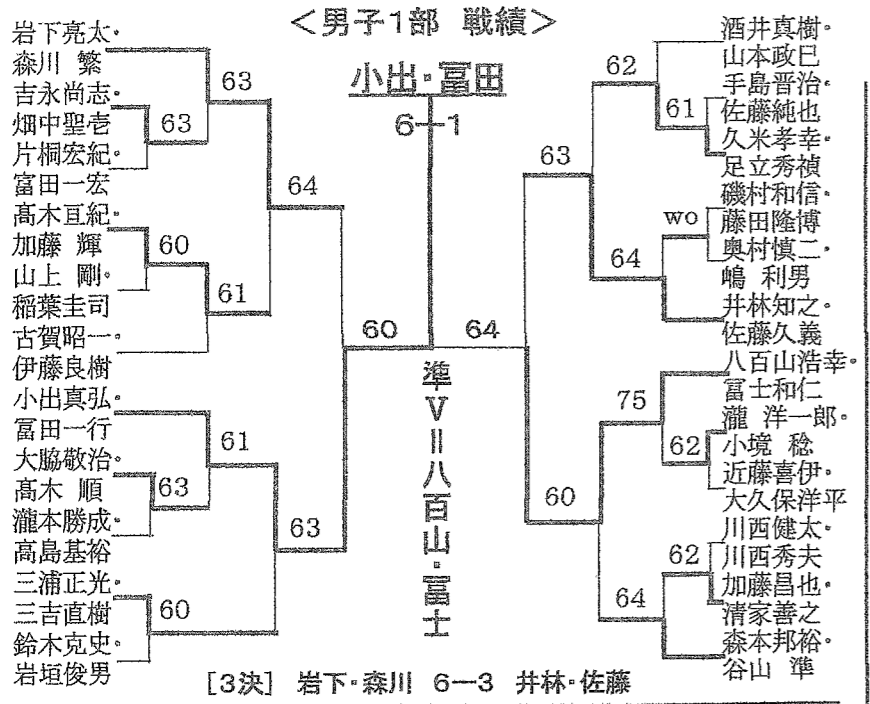 ＜男子1部 戦績＞
小出・冨田
6―1
岩下亮太・
森川 繁
吉永尚志・
畑中聖壱
片桐宏紀・
富田一宏
髙木亘紀・
加藤 輝
山上 剛・
稲葉圭司
古賀昭一・
伊藤良樹
小出真弘・
冨田一行
大脇敬治・
髙木 順
瀧本勝成・
高島基裕
三浦正光・
三吉直樹
鈴木克史・
岩垣俊男
63
63
64
60
61
60
61
63
63
60
準V＝八百山・冨士
64
62
61
63
wo
64
75
62
60
62
64
酒井真樹・
山本政巳
手島晋治・
佐藤純也
久米孝幸・
足立秀禎
磯村和信・
藤田隆博
奥村慎二・
嶋 利男
井林知之・
佐藤久義
八百山浩幸・
冨士和仁
瀧 洋一郎・
小境 稔
近藤喜伊・
大久保洋平
川西健太・
川西秀夫
加藤昌也・
清家善之
森本邦裕・
谷山 準
［3決］ 岩下・森川 6―3 井林・佐藤